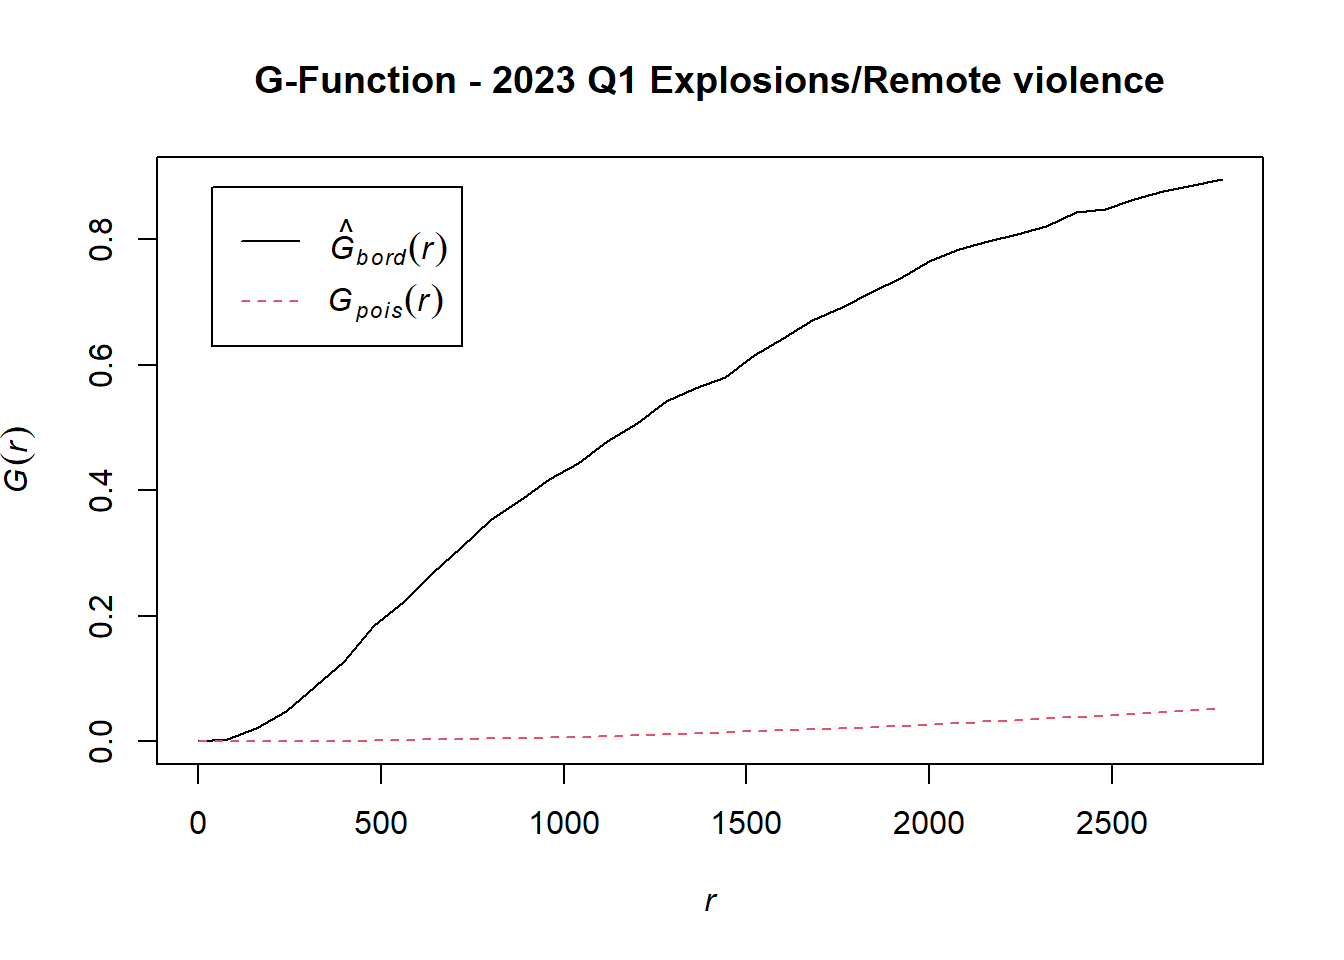 G-Function - 2023 Q1 Explosions/Remote violence
Ĝbord(r)
Gpois(r)
G(r)
0.8
0.6
0.4
0.2
0.0
0 500 1000 1500 2000 2500
r